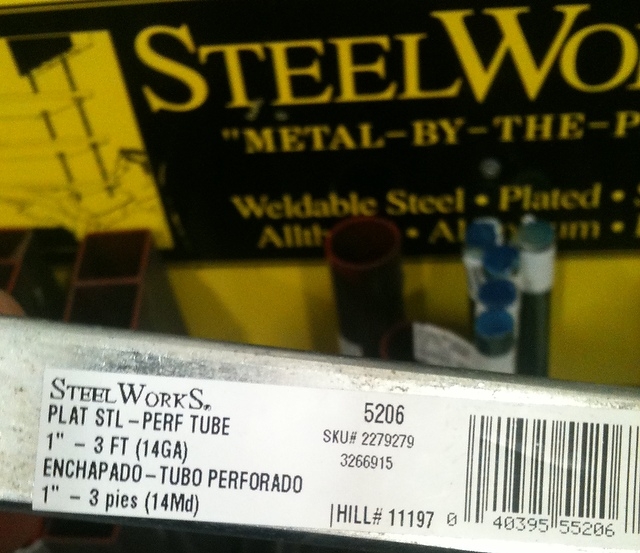 STEELWO
"METAL-BY-THE-P
Weldable Steel • Plated •
STEELWORKS.
PLAT STL-PERF TUBE
1" - 3 FT (14GA)
ENCHAPADO-TUBO PERFORADO
1" - 3 pies (14Md)
5206
SKU# 2279279
3266915
HILL# 11197
0 40395 55206